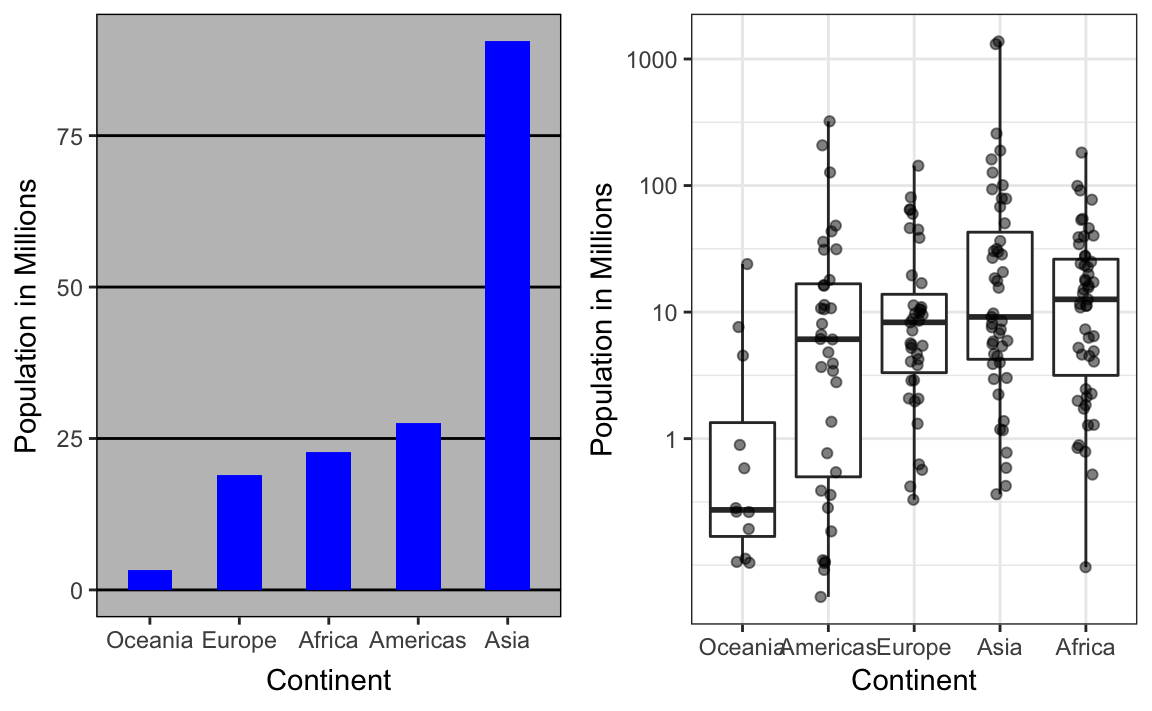 Population in Millions
75
50
25
0
Oceania Europe Africa Americas Asia
Continent
Population in Millions
1000
100
10
1
Oceania Americas Europe Asia Africa
Continent